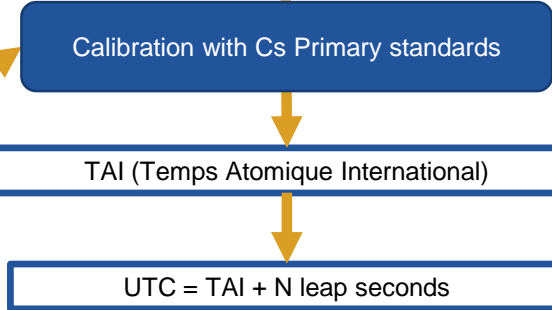 Calibration with Cs Primary standards
TAI (Temps Atomique International)
UTC = TAI + N leap seconds